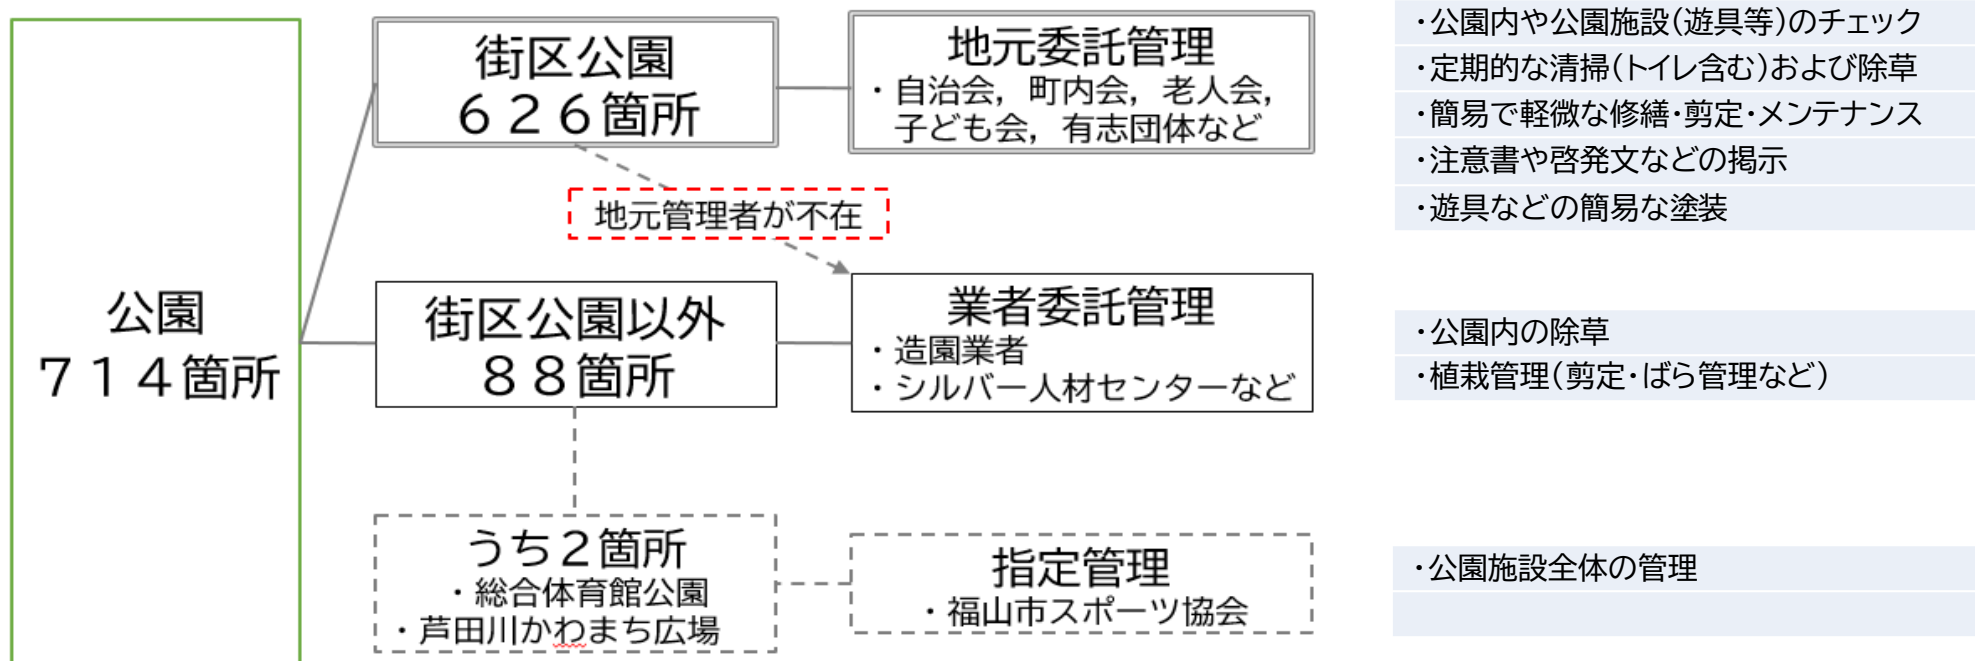 公園
７１４箇所
街区公園
６２６箇所
地元委託管理
・自治会，町内会，老人会，
子ども会，有志団体など
・公園内や公園施設（遊具等）のチェック
・定期的な清掃（トイレ含む）および除草
・簡易で軽微な修繕・剪定・メンテナンス
・注意書や啓発文などの掲示
・遊具などの簡易な塗装
地元管理者が不在
街区公園以外
８８箇所
業者委託管理
・造園業者
・シルバー人材センターなど
・公園内の除草
・植栽管理（剪定・ばら管理など）
うち２箇所
・総合体育館公園
・芦田川かわまち広場
指定管理
・福山市スポーツ協会
・公園施設全体の管理